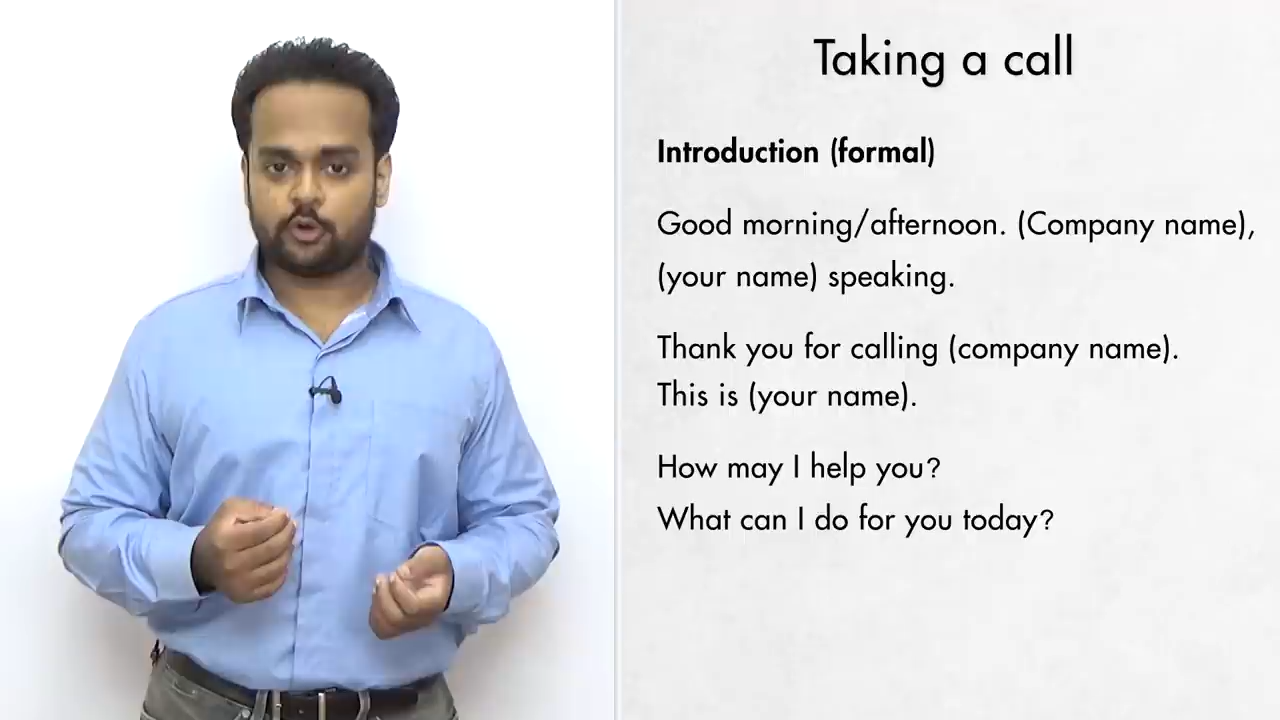 Taking a call
Introduction (formal)
Good morning/afternoon. (Company name),
(your name) speaking.
Thank you for calling (company name).
This is (your name).
How may I help you?
What can I do for you today?